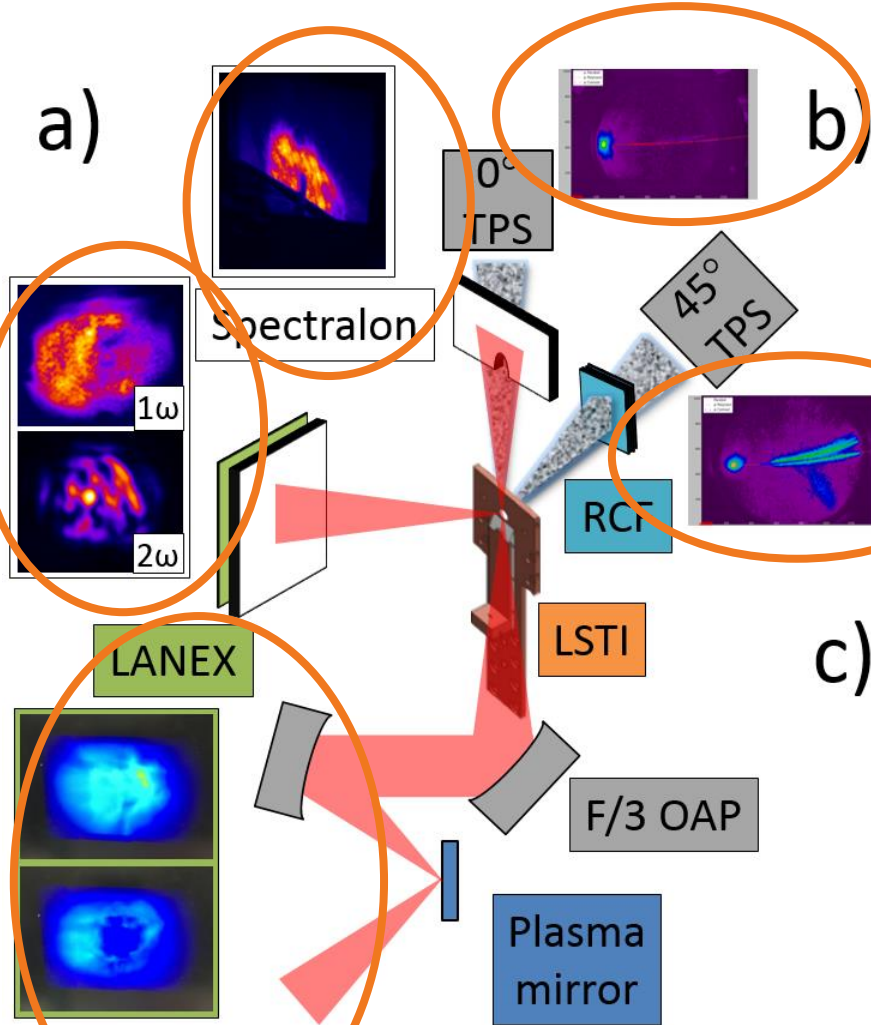 a)
b)
0°
TPS
45°
TPS
Spectralon
1ω
2ω
RCF
LANEX
LSTI
c)
F/3 OAP
Plasma
mirror